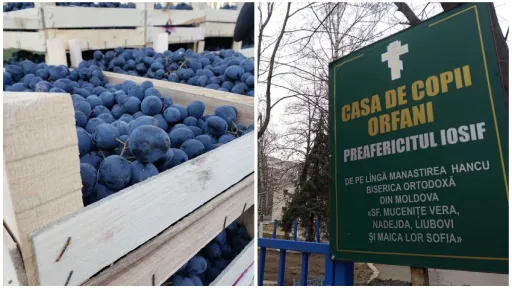 CASA DE COPII
ORFANI
PREAFERICITUL IOSIF
DE PE LÎNGĂ MANASTIREA HANCU
BISERICA ORTODOXĂ
DIN MOLDOVA
«SF. MUCENIȚE VERA,
NADEJDA, LIUBOVI
ȘI MAICA LOR SOFIA»